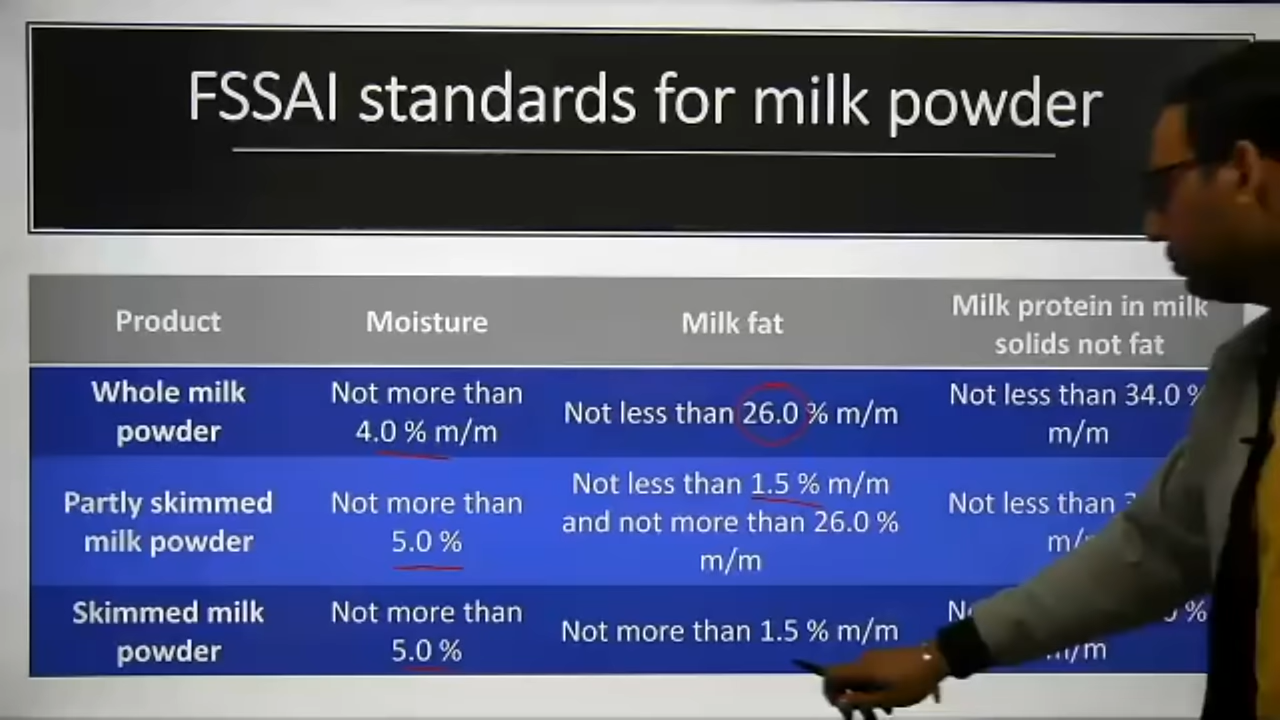 FSSAI standards for milk powder
Product
Moisture
Milk fat
Milk protein in milk
solids not fat
Whole milk
powder
Not more than
4.0 % m/m
Not less than 26.0 % m/m
Not less than 34.0 %
m/m
Partly skimmed
milk powder
Not more than
5.0 %
Not less than 1.5 % m/m
and not more than 26.0 %
m/m
Not less than
Skimmed milk
powder
Not more than
5.0 %
Not more than 1.5 % m/m
%
m/m